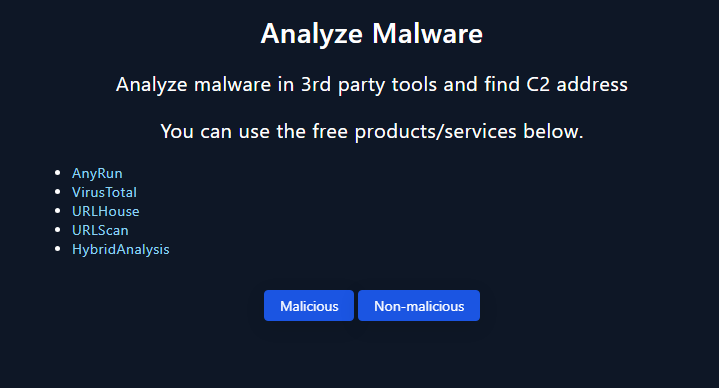 Analyze Malware
Analyze malware in 3rd party tools and find C2 address
You can use the free products/services below.
AnyRun
VirusTotal
URLHouse
URLScan
HybridAnalysis
Malicious Non-malicious